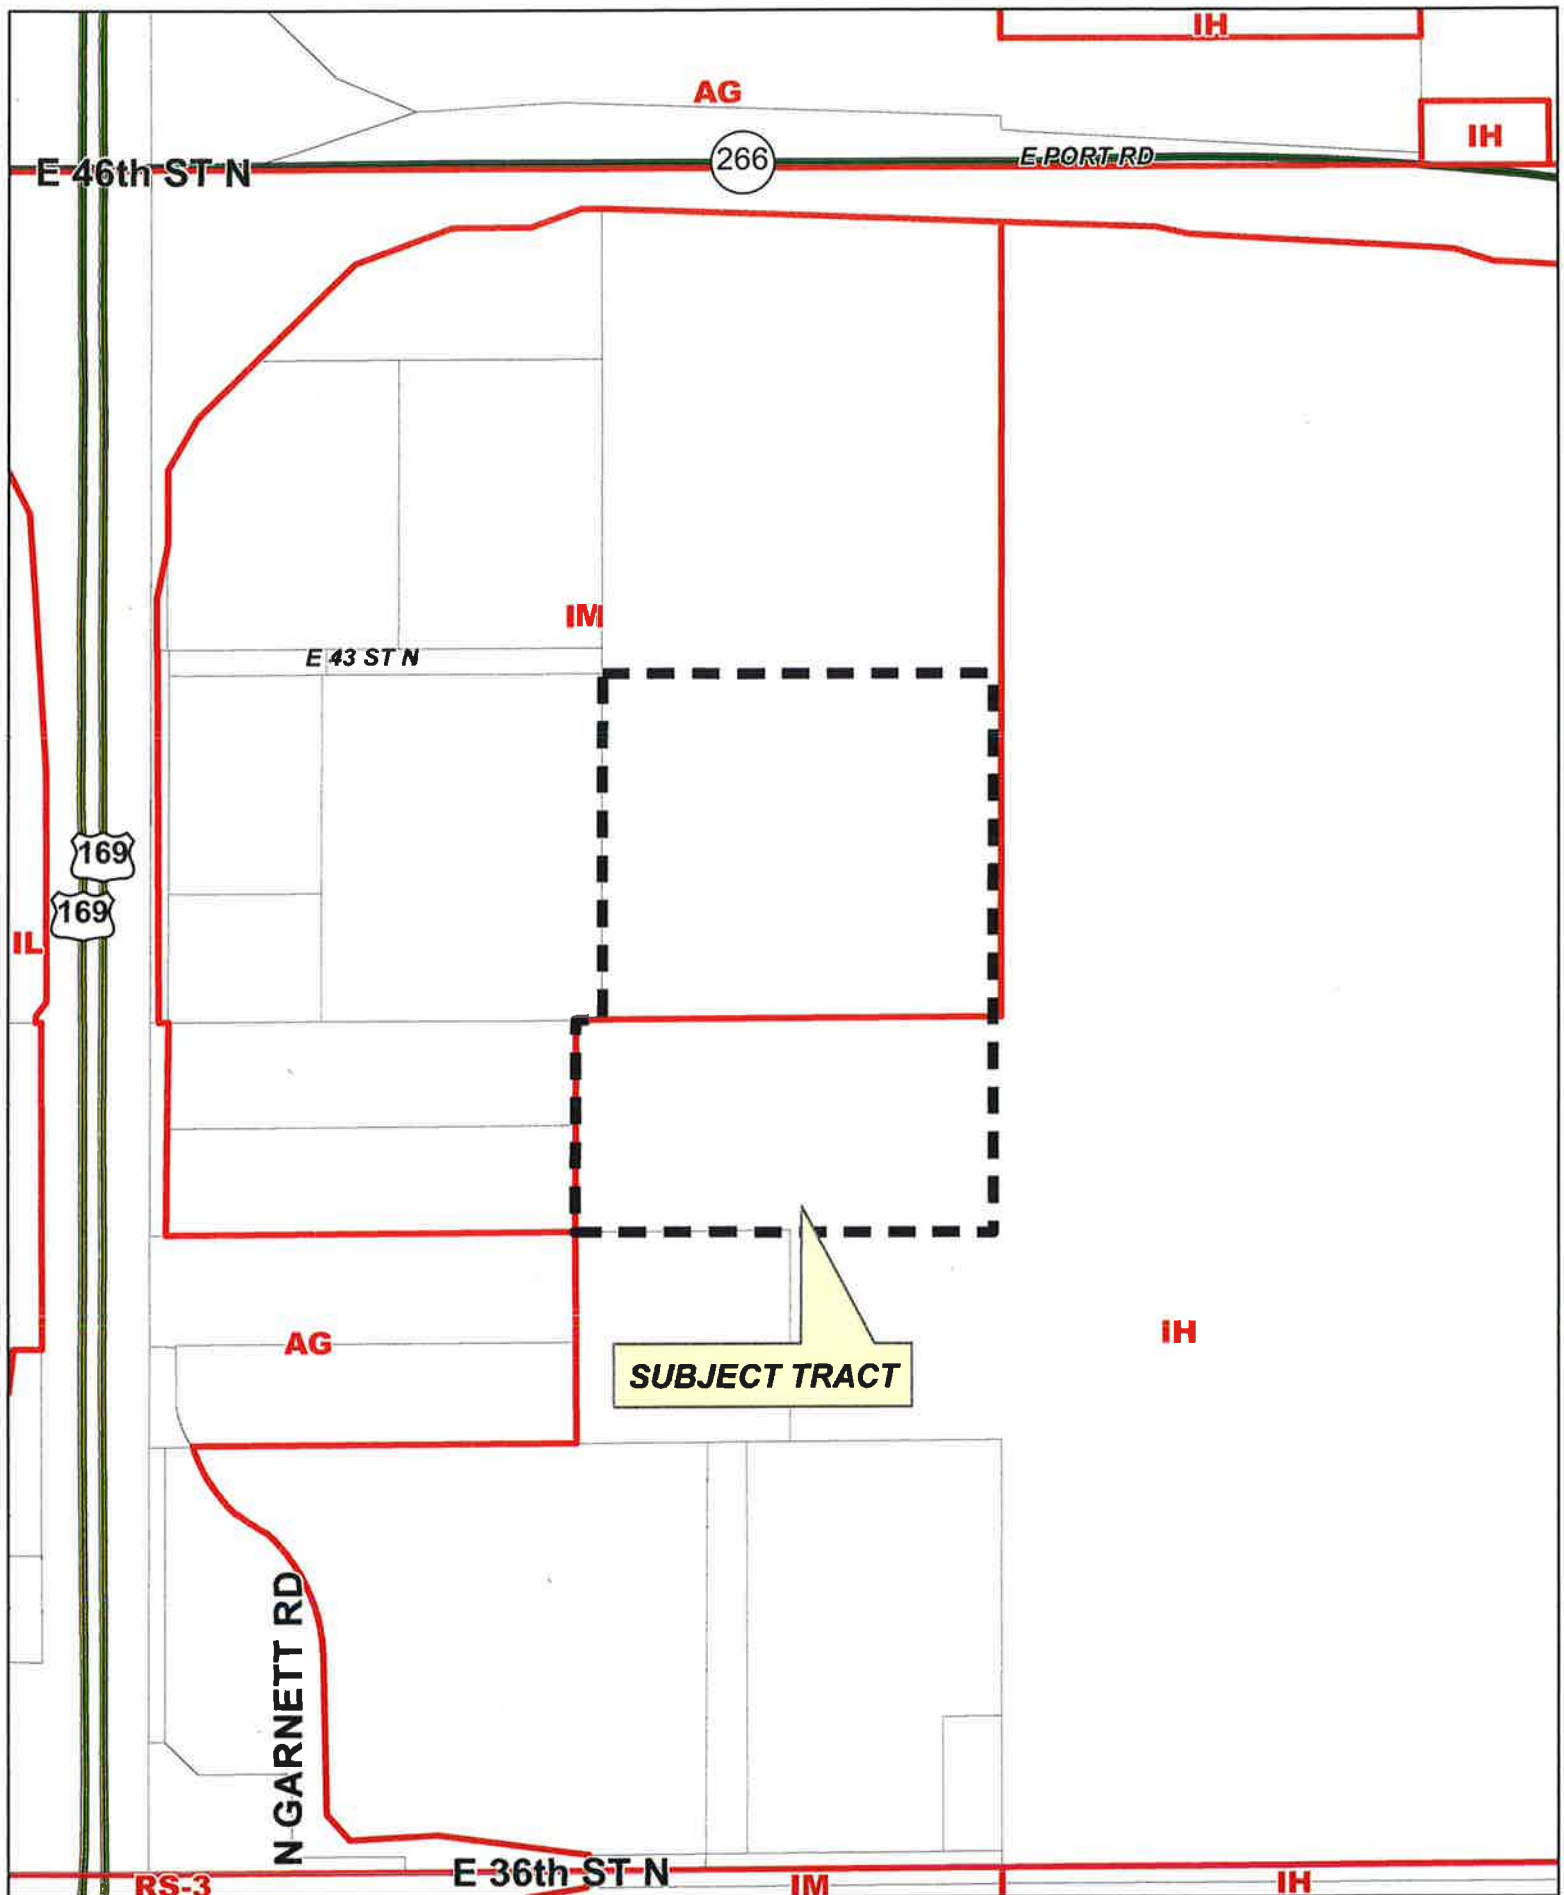 IH
AG
IH
266
E PORT RD
E 46th ST N
IM
E 43 ST N
169
169
IL
IH
AG
SUBJECT TRACT
N GARNETT RD
E 36th ST N
RS-3
IM
IH